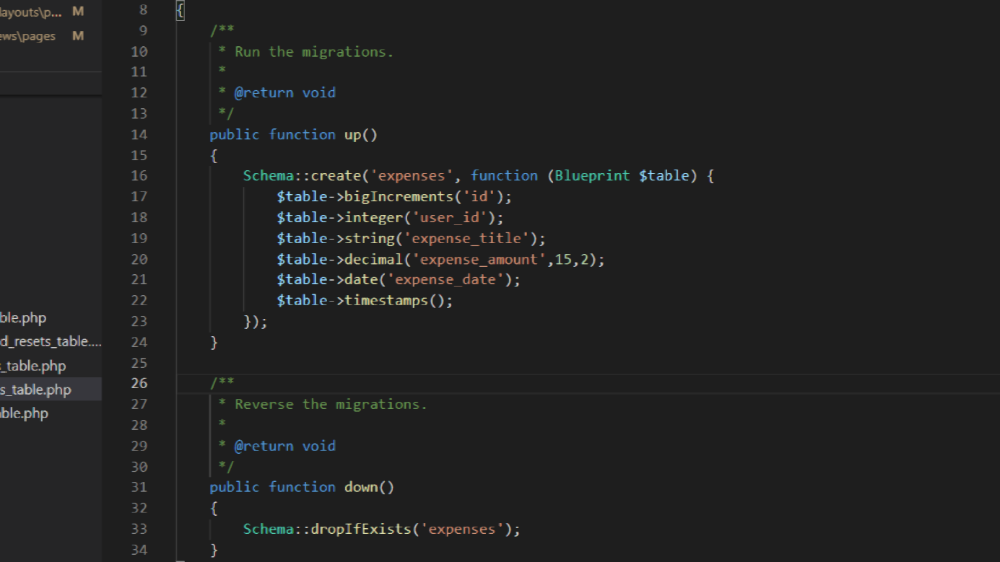 layouts\p... M
ews\pages M
ble.php
d_resets_table....
s_table.php
s_table.php
able.php
8 {
9 /**
10 * Run the migrations.
11 *
12 * @return void
13 */
14 public function up()
15 {
16 Schema::create('expenses', function (Blueprint $table) {
17 $table->bigIncrements('id');
18 $table->integer('user_id');
19 $table->string('expense_title');
20 $table->decimal('expense_amount',15,2);
21 $table->date('expense_date');
22 $table->timestamps();
23 });
24 }
25
26 /**
27 * Reverse the migrations.
28 *
29 * @return void
30 */
31 public function down()
32 {
33 Schema::dropIfExists('expenses');
34 }